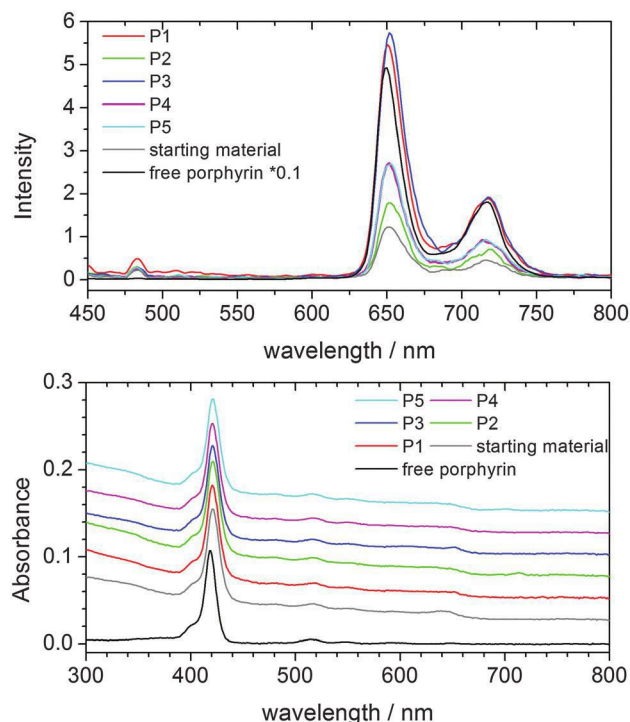 6
5
4
3
2
1
0
Intensity
P1
P2
P3
P4
P5
starting material
free porphyrin *0.1
450 500 550 600 650 700 750 800
wavelength / nm
0.3
0.2
0.1
0.0
Absorbance
P5 P4
P3 P2
P1 starting material
free porphyrin
300 400 500 600 700 800
wavelength / nm